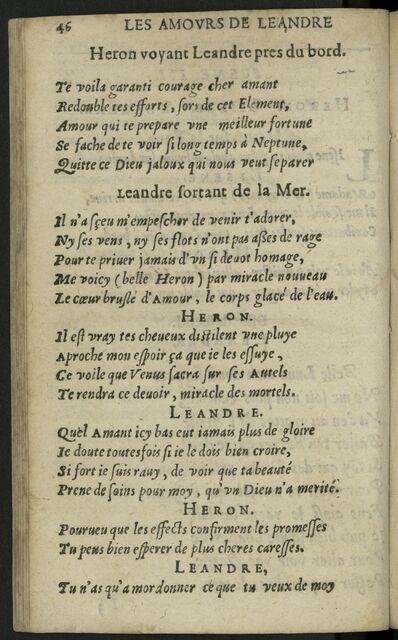 46 LES AMOVRS DE LEANDRE
Heron voyant Leandre pres du bord.
Te voila garanti courage cher amant
Redouble tes efforts, sors de cet Element,
Amour qui te prepare vne meilleur fortune
Se fache de te voir si long temps à Neptune,
Quitte ce Dieu jaloux qui nous veut separer
Leandre sortant de la Mer.
Il n'a sçeu m'empescher de venir t'adorer,
Ny ses vens, ny ses flots n'ont pas aßes de rage
Pour te priuer jamais d'vn si deuot homage,
Me voicy (belle Heron) par miracle nouueau
Le cœur bruslé d'Amour, le corps glacé de l'eau.
HERON.
Il est vray tes cheueux distilent vne pluye
Aproche mon espoir ça que ie les essuye,
Ce voile que Venus sacra sur ses Autels
Te rendra ce deuoir, miracle des mortels.
LEANDRE.
Quel Amant icy bas eut iamais plus de gloire
Ie doute toutesfois si ie le dois bien croire,
Si fort ie suis rauy, de voir que ta beauté
Prene de soins pour moy, qu'vn Dieu n'a merité.
HERON.
Pourueu que les effects confirment les promesses
Tu peus bien esperer de plus cheres caresses.
LEANDRE,
Tu n'as qu'a mordonner ce que tu veux de moy